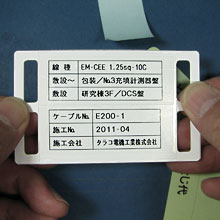 線種 EM-CEE 1.25sq-10C
敷設〜 包装/No.3充填計測器盤
敷設 研究棟3F/DCS盤
ケーブルNo. E200-1
施工No. 2011-04
施工会社 タラコ電機工業株式会社